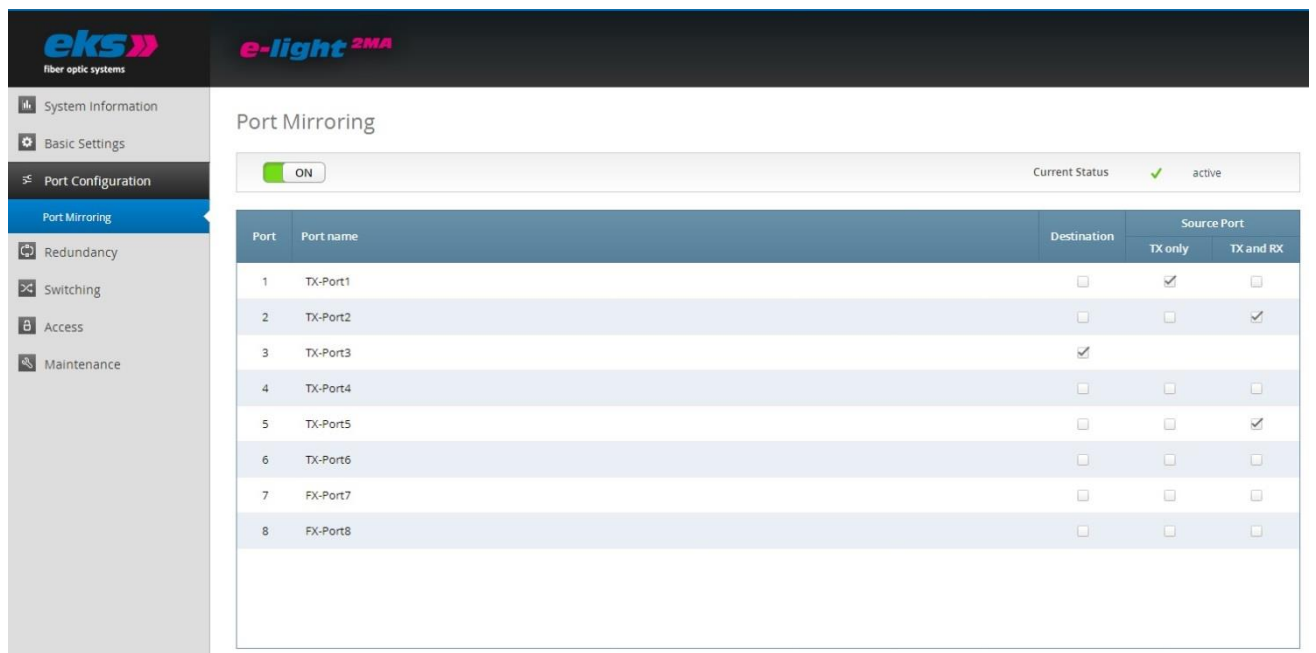 eks
fiber optic systems
e-light 2MA
System Information
Basic Settings
Port Configuration
Port Mirroring
Redundancy
Switching
Access
Maintenance
Port Mirroring
ON
Current Status active
Port Port name Destination Source Port
TX only TX and RX
1 TX-Port1
2 TX-Port2
3 TX-Port3
4 TX-Port4
5 TX-Port5
6 TX-Port6
7 FX-Port7
8 FX-Port8